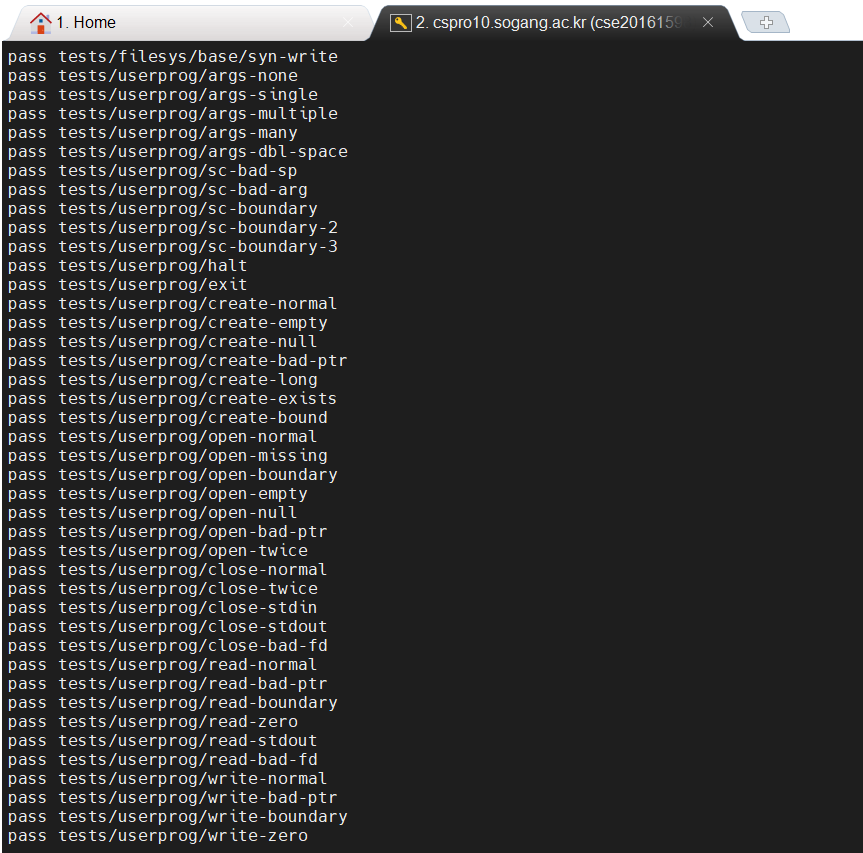 1. Home
2. cspro10.sogang.ac.kr (cse2016159
pass tests/filesys/base/syn-write
pass tests/userprog/args-none
pass tests/userprog/args-single
pass tests/userprog/args-multiple
pass tests/userprog/args-many
pass tests/userprog/args-dbl-space
pass tests/userprog/sc-bad-sp
pass tests/userprog/sc-bad-arg
pass tests/userprog/sc-boundary
pass tests/userprog/sc-boundary-2
pass tests/userprog/sc-boundary-3
pass tests/userprog/halt
pass tests/userprog/exit
pass tests/userprog/create-normal
pass tests/userprog/create-empty
pass tests/userprog/create-null
pass tests/userprog/create-bad-ptr
pass tests/userprog/create-long
pass tests/userprog/create-exists
pass tests/userprog/create-bound
pass tests/userprog/open-normal
pass tests/userprog/open-missing
pass tests/userprog/open-boundary
pass tests/userprog/open-empty
pass tests/userprog/open-null
pass tests/userprog/open-bad-ptr
pass tests/userprog/open-twice
pass tests/userprog/close-normal
pass tests/userprog/close-twice
pass tests/userprog/close-stdin
pass tests/userprog/close-stdout
pass tests/userprog/close-bad-fd
pass tests/userprog/read-normal
pass tests/userprog/read-bad-ptr
pass tests/userprog/read-boundary
pass tests/userprog/read-zero
pass tests/userprog/read-stdout
pass tests/userprog/read-bad-fd
pass tests/userprog/write-normal
pass tests/userprog/write-bad-ptr
pass tests/userprog/write-boundary
pass tests/userprog/write-zero